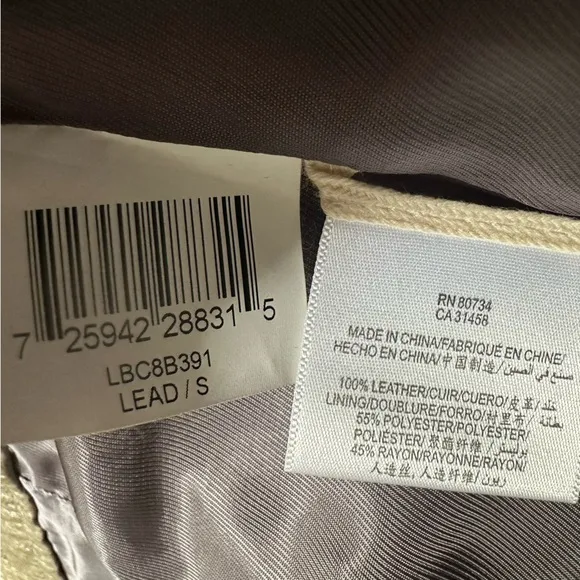 7 25942 28831 5
LBC8B391
LEAD / S
RN 80734
CA 31458
MADE IN CHINA/FABRIQUÉ EN CHINE/
HECHO EN CHINA/中国制造/صنع في الصين
100% LEATHER/CUIR/CUERO/皮革/جلد
LINING/DOUBLURE/FORRO/衬里布/بطانة
55% POLYESTER/POLYESTER/
POLIÉSTER/聚酯纤维/بوليستر
45% RAYON/RAYONNE/RAYON/
人造丝,人造纤维/رايون